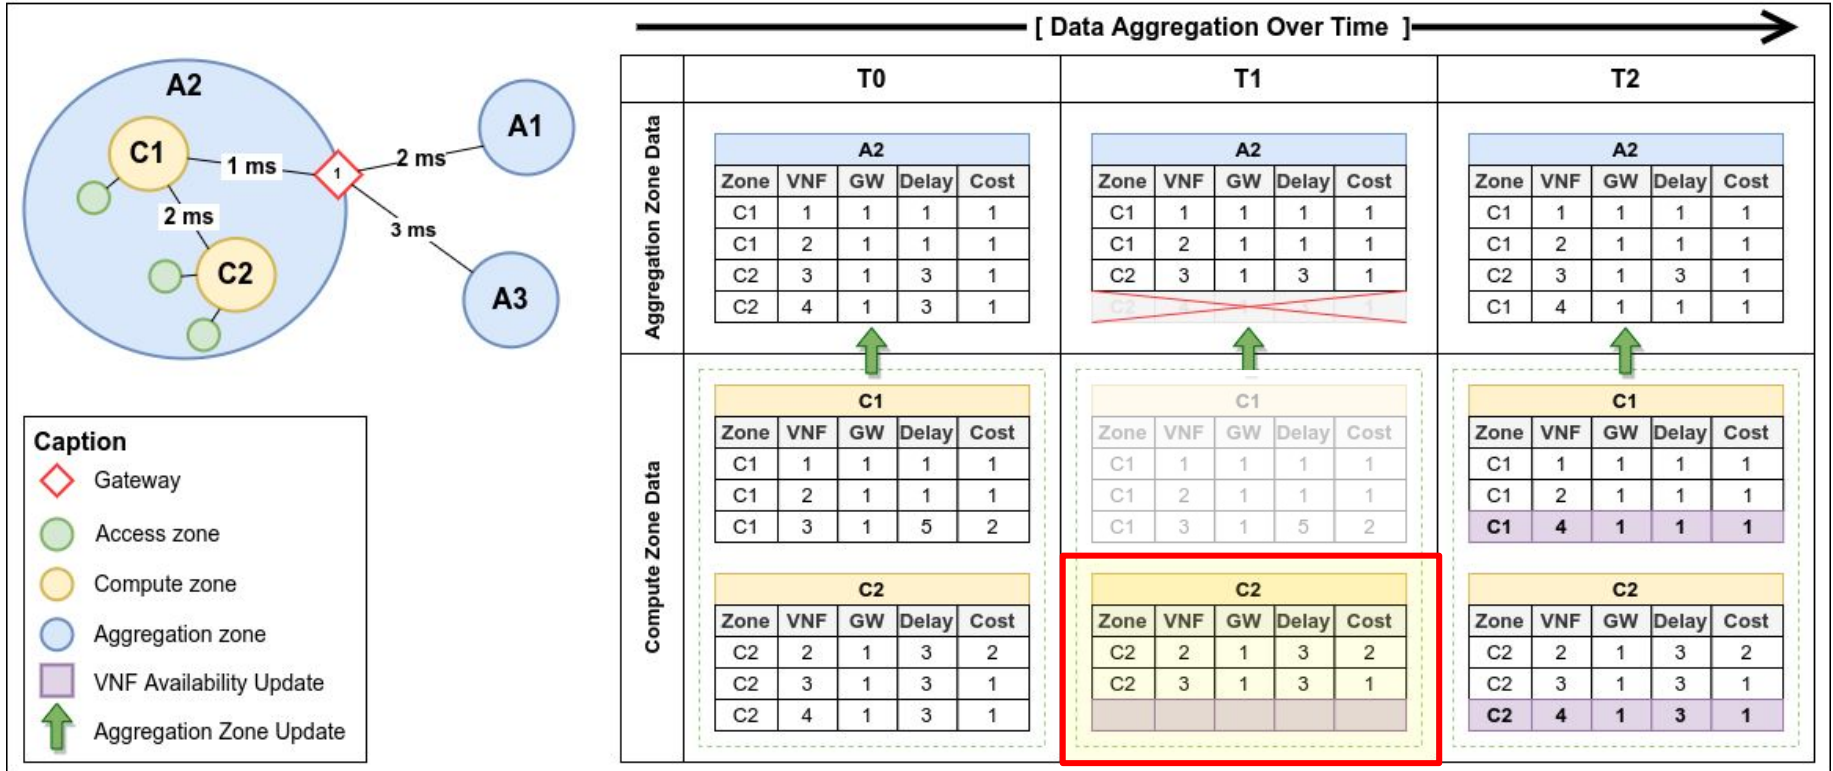 [ Data Aggregation Over Time ]
A2
C1
C2
1 ms
2 ms
1
2 ms
3 ms
A1
A3
Caption
Gateway
Access zone
Compute zone
Aggregation zone
VNF Availability Update
Aggregation Zone Update
T0 T1 T2
Aggregation Zone Data
A2
Zone VNF GW Delay Cost
C1 1 1 1 1
C1 2 1 1 1
C2 3 1 3 1
C2 4 1 3 1
A2
Zone VNF GW Delay Cost
C1 1 1 1 1
C1 2 1 1 1
C2 3 1 3 1
C2 1 1
A2
Zone VNF GW Delay Cost
C1 1 1 1 1
C1 2 1 1 1
C2 3 1 3 1
C1 4 1 1 1
Compute Zone Data
C1
Zone VNF GW Delay Cost
C1 1 1 1 1
C1 2 1 1 1
C1 3 1 5 2
C2
Zone VNF GW Delay Cost
C2 2 1 3 2
C2 3 1 3 1
C2 4 1 3 1
C1
Zone VNF GW Delay Cost
C1 1 1 1 1
C1 2 1 1 1
C1 3 1 5 2
C2
Zone VNF GW Delay Cost
C2 2 1 3 2
C2 3 1 3 1
C1
Zone VNF GW Delay Cost
C1 1 1 1 1
C1 2 1 1 1
C1 4 1 1 1
C2
Zone VNF GW Delay Cost
C2 2 1 3 2
C2 3 1 3 1
C2 4 1 3 1